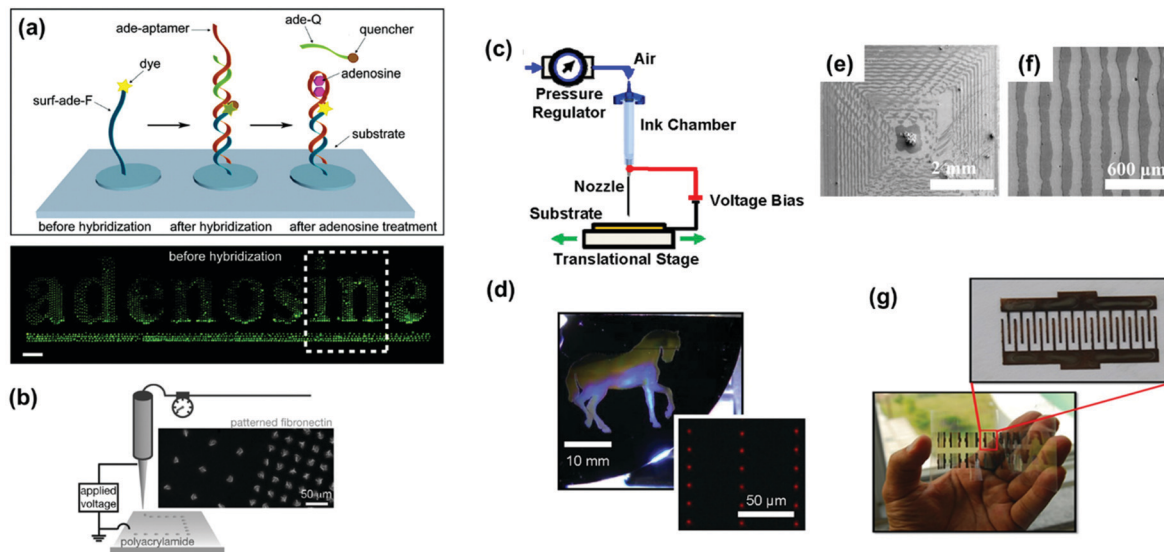 (a)
ade-aptamer
ade-Q
quencher
dye
adenosine
surf-ade-F
substrate
before hybridization
after hybridization
after adenosine treatment
before hybridization
adenosine
(b)
patterned fibronectin
applied
voltage
50 µm
polyacrylamide
(c)
Air
Pressure
Regulator
Ink Chamber
Nozzle
Voltage Bias
Substrate
Translational Stage
(d)
10 mm
50 µm
(e)
2 mm
(f)
600 µm
(g)